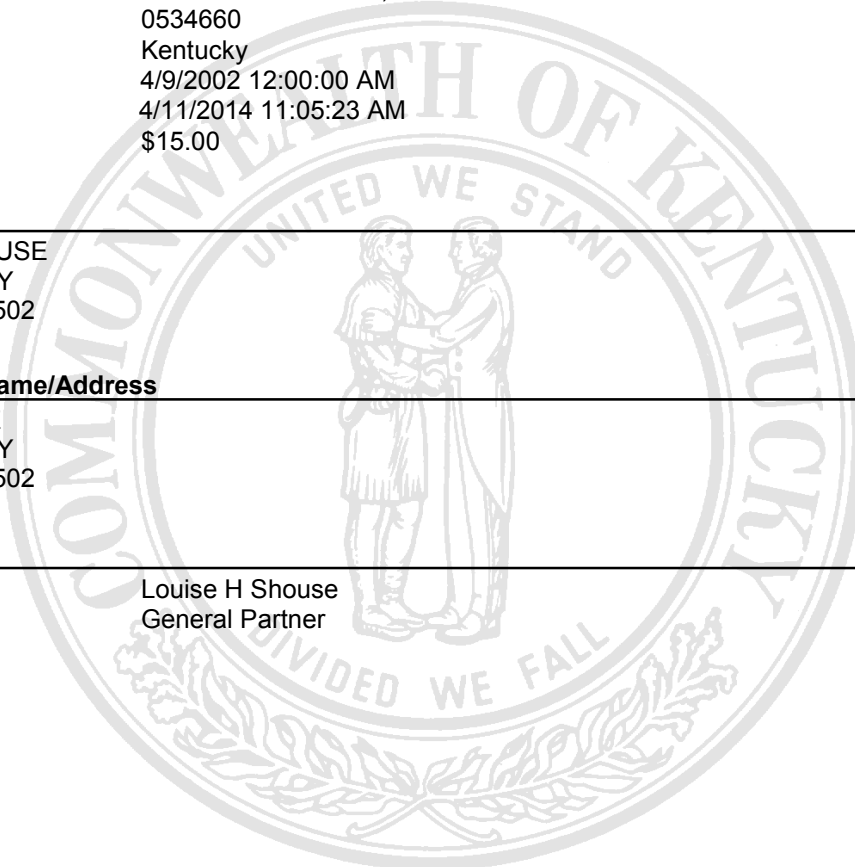 0534660
Kentucky
4/9/2002 12:00:00 AM
4/11/2014 11:05:23 AM
$15.00
COMMONWEALTH OF KENTUCKY
UNITED WE STAND
USE
Y
502
ame/Address
Y
502
Louise H Shouse
General Partner
DIVIDED WE FALL